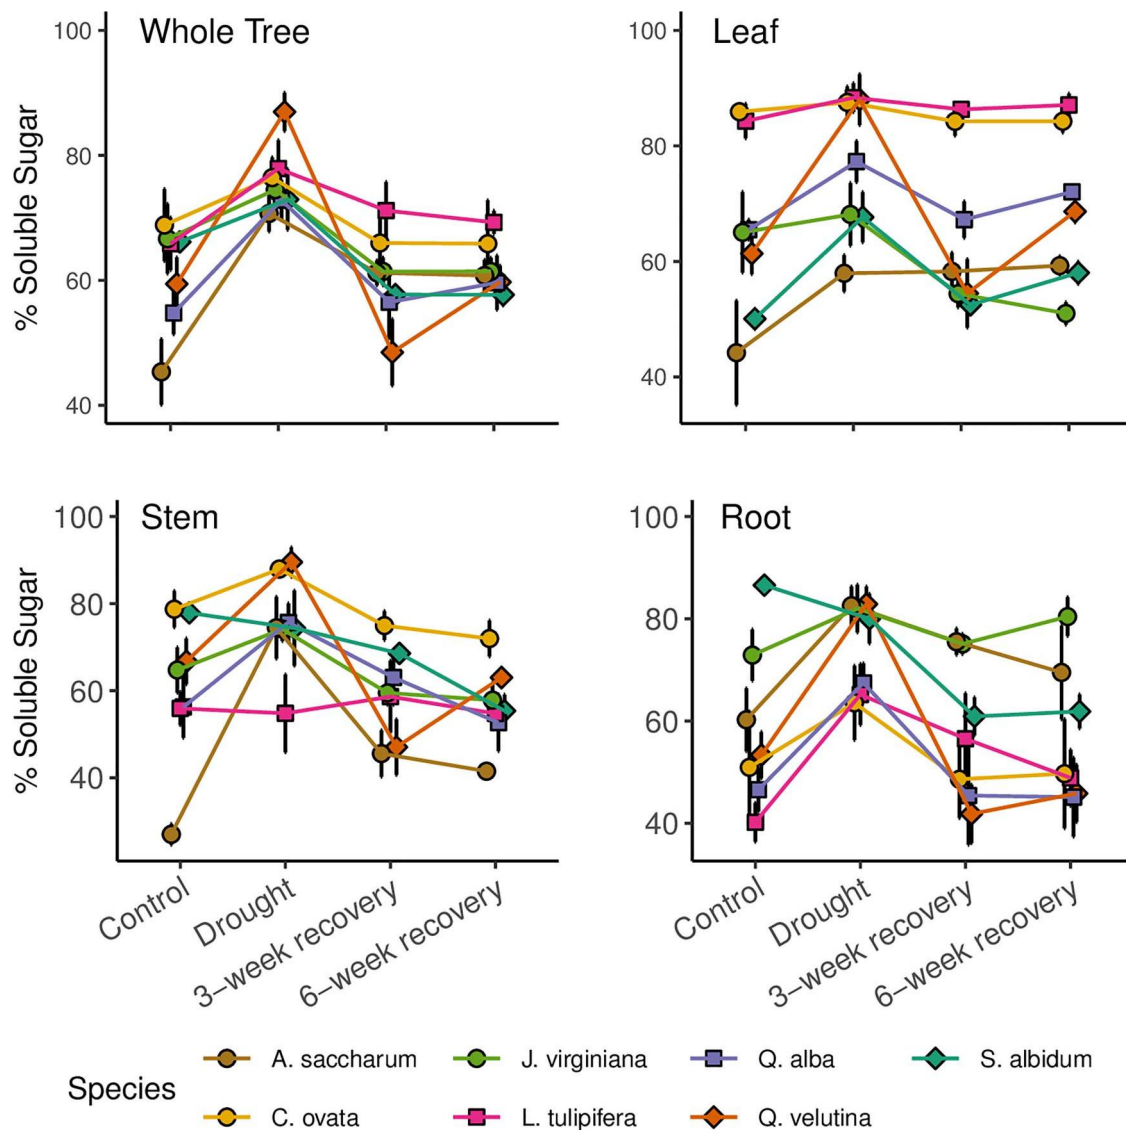 Whole Tree
% Soluble Sugar
100
80
60
40
Leaf
100
80
60
40
Stem
% Soluble Sugar
100
80
60
40
Root
100
80
60
40
Control
Drought
3–week recovery
6–week recovery
Control
Drought
3–week recovery
6–week recovery
Species
A. saccharum
J. virginiana
Q. alba
S. albidum
C. ovata
L. tulipifera
Q. velutina